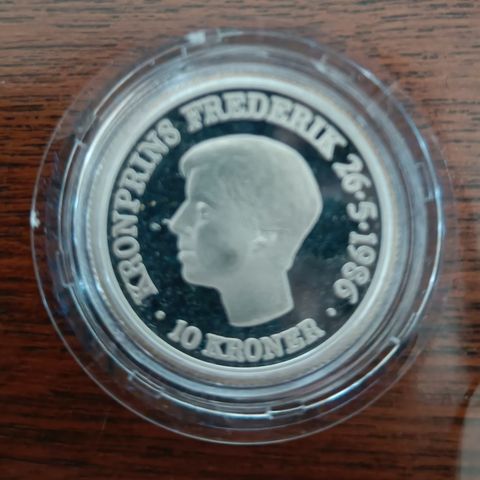 KRONPRINS FREDERIK 26·5·1986
· 10 KRONER ·